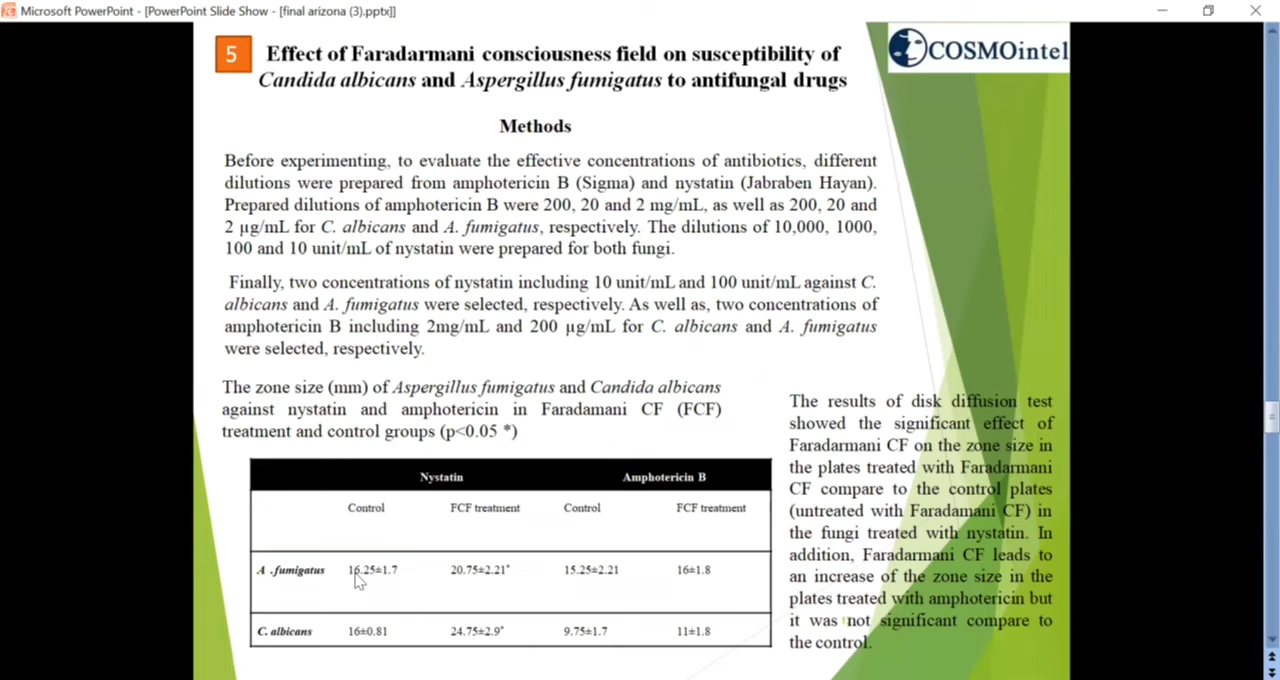 Microsoft PowerPoint - [PowerPoint Slide Show - [final arizona (3).pptx]]
5
Effect of Faradarmani consciousness field on susceptibility of
Candida albicans and Aspergillus fumigatus to antifungal drugs
COSMOintel
Methods
Before experimenting, to evaluate the effective concentrations of antibiotics, different
dilutions were prepared from amphotericin B (Sigma) and nystatin (Jabraben Hayan).
Prepared dilutions of amphotericin B were 200, 20 and 2 mg/mL, as well as 200, 20 and
2 µg/mL for C. albicans and A. fumigatus, respectively. The dilutions of 10,000, 1000,
100 and 10 unit/mL of nystatin were prepared for both fungi.
Finally, two concentrations of nystatin including 10 unit/mL and 100 unit/mL against C.
albicans and A. fumigatus were selected, respectively. As well as, two concentrations of
amphotericin B including 2mg/mL and 200 µg/mL for C. albicans and A. fumigatus
were selected, respectively.
The zone size (mm) of Aspergillus fumigatus and Candida albicans
against nystatin and amphotericin in Faradamani CF (FCF)
treatment and control groups (p<0.05 *)
Nystatin Amphotericin B
Control FCF treatment Control FCF treatment
A .fumigatus 16.25±1.7 20.75±2.21* 15.25±2.21 16±1.8
C. albicans 16±0.81 24.75±2.9* 9.75±1.7 11±1.8
The results of disk diffusion test
showed the significant effect of
Faradarmani CF on the zone size in
the plates treated with Faradarmani
CF compare to the control plates
(untreated with Faradamani CF) in
the fungi treated with nystatin. In
addition, Faradarmani CF leads to
an increase of the zone size in the
plates treated with amphotericin but
it was not significant compare to
the control.